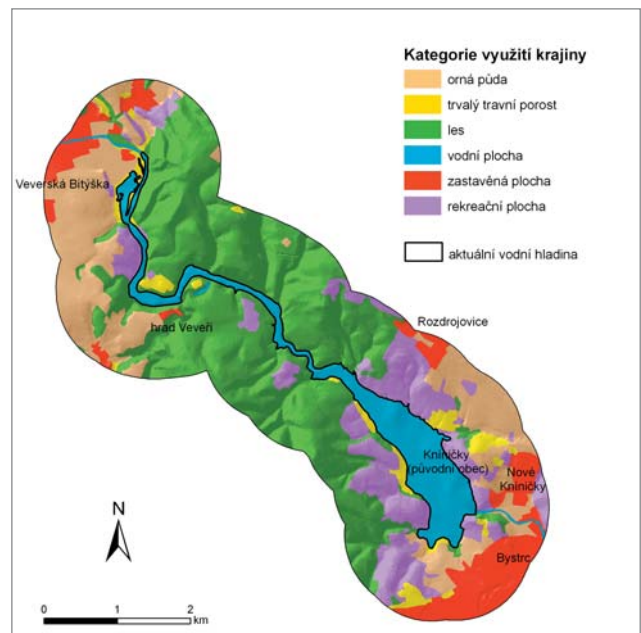 Kategorie využití krajiny
orná půda
trvalý travní porost
les
vodní plocha
zastavěná plocha
rekreační plocha
aktuální vodní hladina
Veverská Bítýška
hrad Veveří
Rozdrojovice
Kníničky
(původní obec)
Nové
Kníničky
Bystrc
N
0 1 2
km